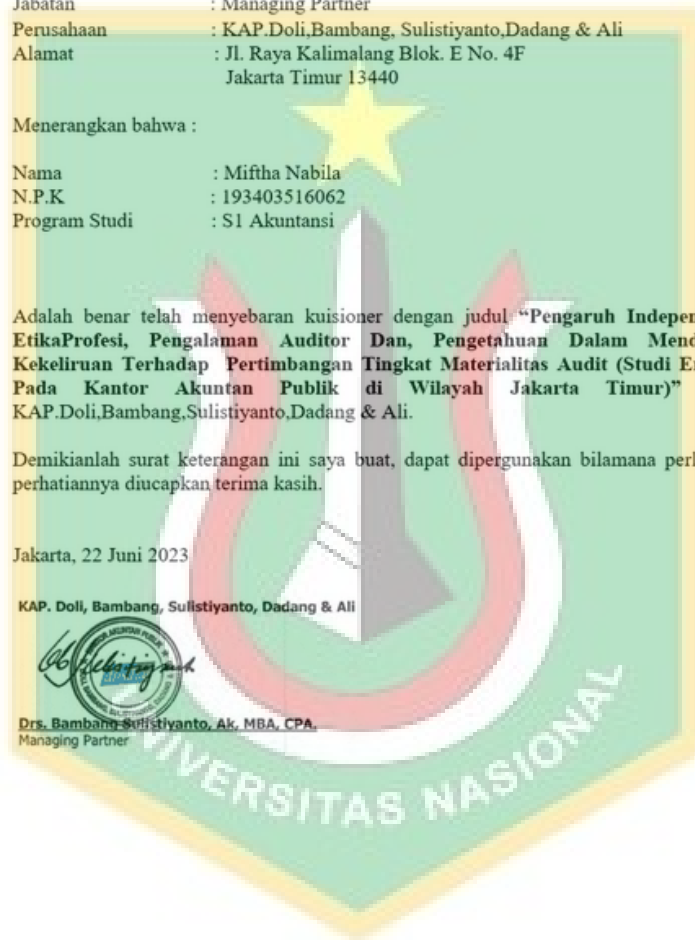 Jabatan : Managing Partner
Perusahaan : KAP.Doli,Bambang, Sulistiyanto,Dadang & Ali
Alamat : Jl. Raya Kalimalang Blok. E No. 4F
Jakarta Timur 13440
Menerangkan bahwa :
Nama : Miftha Nabila
N.P.K : 193403516062
Program Studi : S1 Akuntansi
Adalah benar telah menyebaran kuisioner dengan judul “Pengaruh Indepen
EtikaProfesi, Pengalaman Auditor Dan, Pengetahuan Dalam Mend
Kekeliruan Terhadap Pertimbangan Tingkat Materialitas Audit (Studi E
Pada Kantor Akuntan Publik di Wilayah Jakarta Timur)”
KAP.Doli,Bambang,Sulistiyanto,Dadang & Ali.
Demikianlah surat keterangan ini saya buat, dapat dipergunakan bilamana perl
perhatiannya diucapkan terima kasih.
Jakarta, 22 Juni 2023
KAP. Doli, Bambang, Sulistiyanto, Dadang & Ali
Drs. Bambang Sulistiyanto, Ak, MBA, CPA.
Managing Partner
UNIVERSITAS NASIONAL